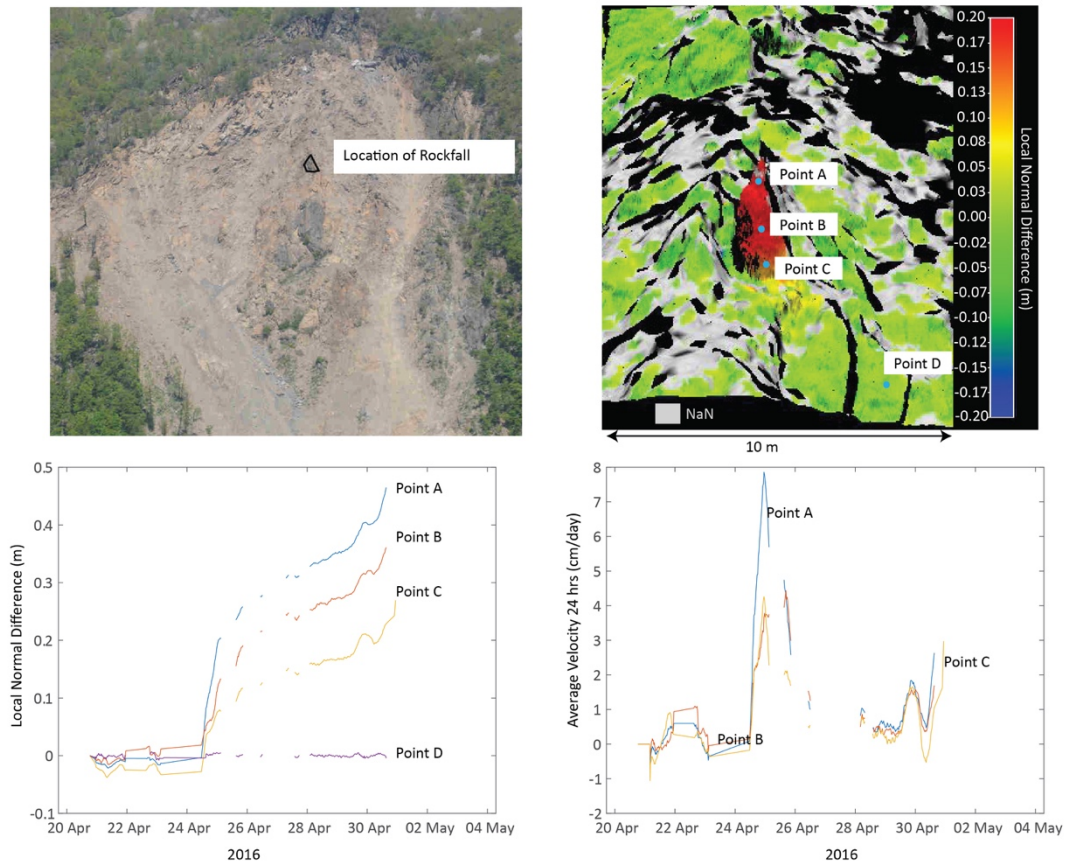 Location of Rockfall
Point A
Point B
Point C
Point D
NaN
10 m
0.20
0.17
0.15
0.13
0.10
0.07
0.05
0.02
0.00
-0.02
-0.05
-0.07
-0.10
-0.12
-0.15
-0.17
-0.20
Local Normal Difference (m)
0.5
0.4
0.3
0.2
0.1
0
-0.1
Local Normal Difference (m)
Point A
Point B
Point C
Point D
20 Apr 22 Apr 24 Apr 26 Apr 28 Apr 30 Apr 02 May 04 May
2016
8
7
6
5
4
3
2
1
0
-1
-2
Average Velocity 24 hrs (cm/day)
Point A
Point C
Point B
20 Apr 22 Apr 24 Apr 26 Apr 28 Apr 30 Apr 02 May 04 May
2016